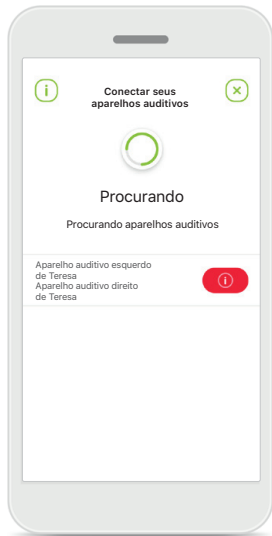 Conectar seus
aparelhos auditivos
Procurando
Procurando aparelhos auditivos
Aparelho auditivo esquerdo
de Teresa
Aparelho auditivo direito
de Teresa